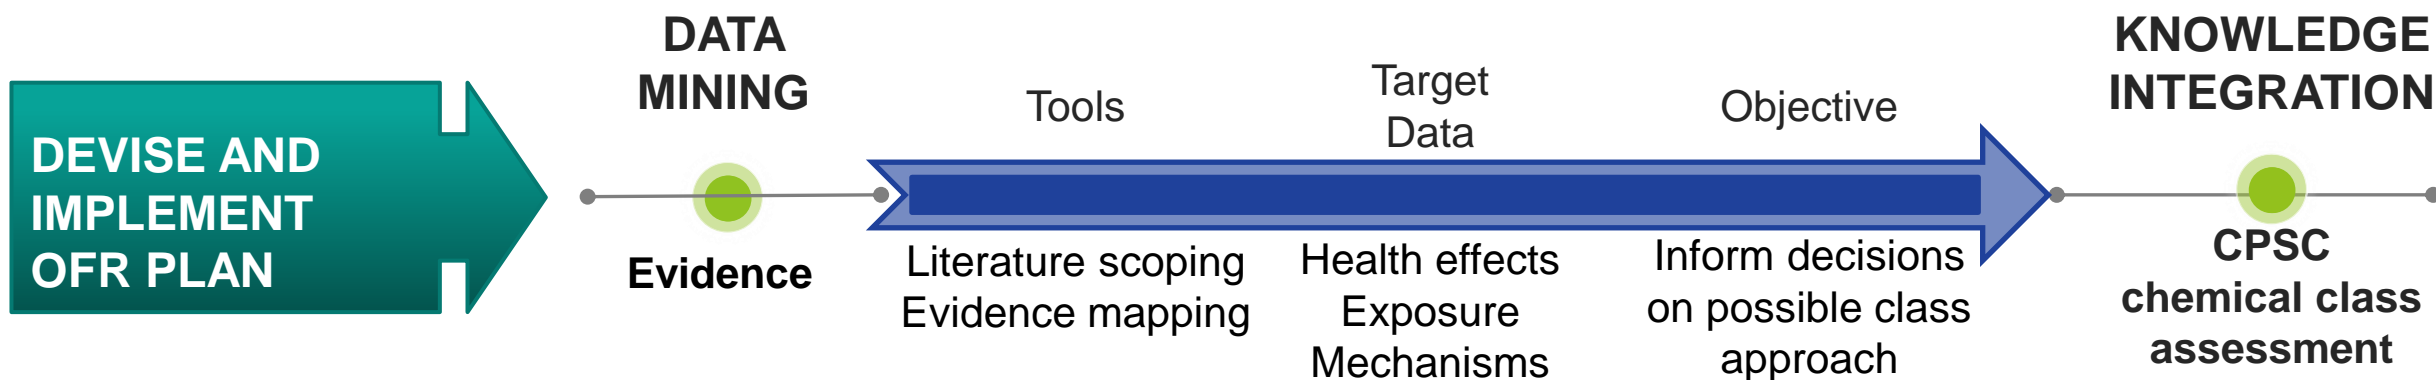 DEVISE AND
IMPLEMENT
OFR PLAN
DATA
MINING
Evidence
Tools
Literature scoping
Evidence mapping
Target
Data
Health effects
Exposure
Mechanisms
Objective
Inform decisions
on possible class
approach
KNOWLEDGE
INTEGRATION
CPSC
chemical class
assessment